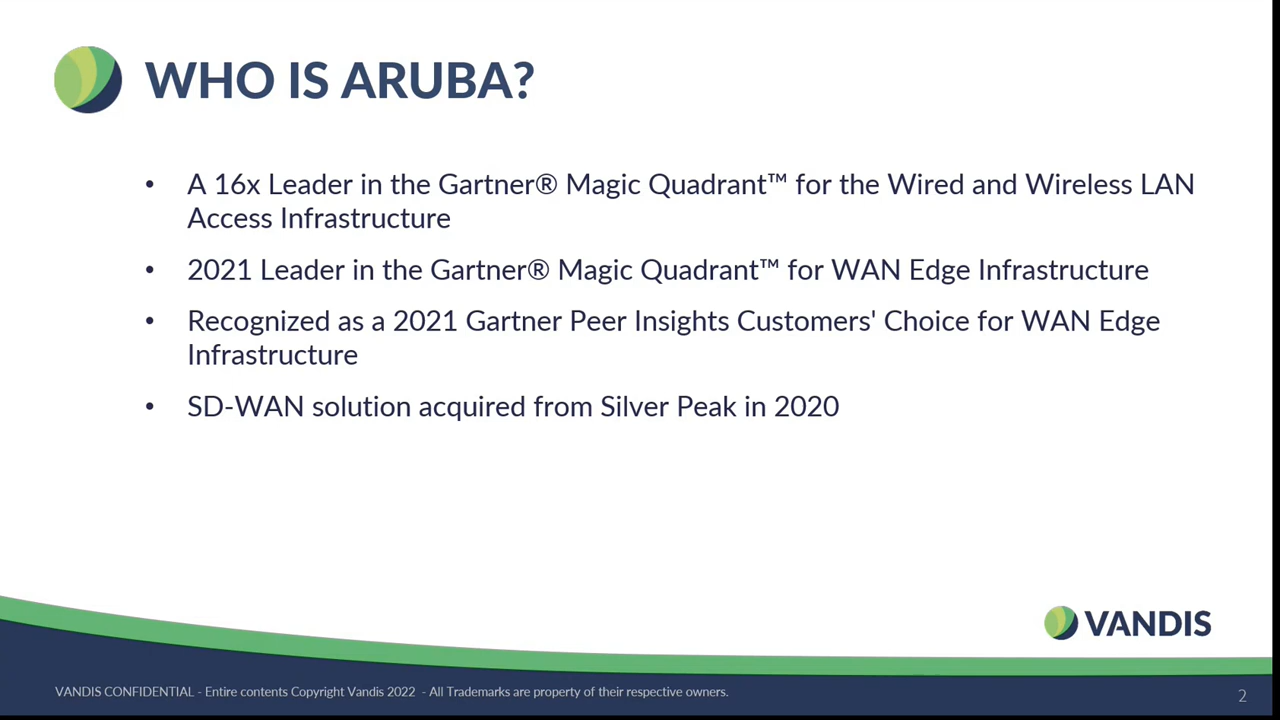 WHO IS ARUBA?
• A 16x Leader in the Gartner® Magic Quadrant™ for the Wired and Wireless LAN
Access Infrastructure
• 2021 Leader in the Gartner® Magic Quadrant™ for WAN Edge Infrastructure
• Recognized as a 2021 Gartner Peer Insights Customers' Choice for WAN Edge
Infrastructure
• SD-WAN solution acquired from Silver Peak in 2020
VANDIS
VANDIS CONFIDENTIAL - Entire contents Copyright Vandis 2022 - All Trademarks are property of their respective owners.
2